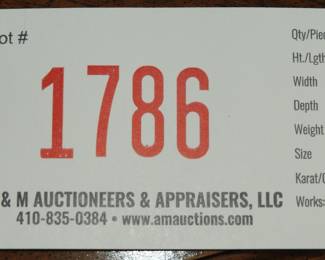 ot #
1786
& M AUCTIONEERS & APPRAISERS, LLC
410-835-0384 • www.amauctions.com
Qty/Pie
Ht./Lgth
Width
Depth
Weight
Size
Karat/
Works: